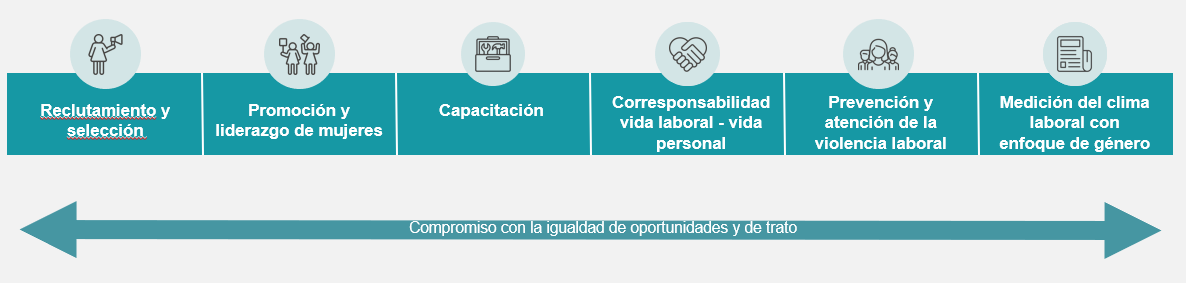 Reclutamiento y
selección
Promoción y
liderazgo de mujeres
Capacitación
Corresponsabilidad
vida laboral - vida
personal
Prevención y
atención de la
violencia laboral
Medición del clima
laboral con
enfoque de género
Compromiso con la igualdad de oportunidades y de trato